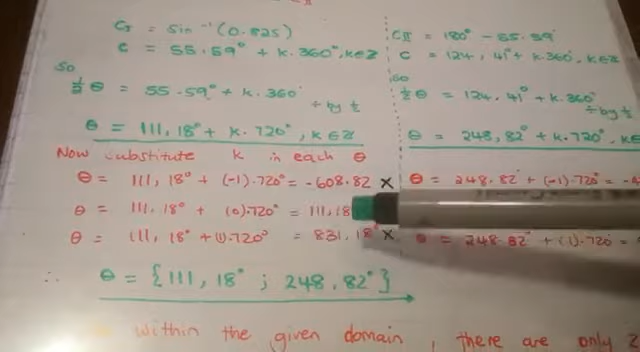 C_I = sin⁻¹(0.825)
C = 55.59° + k.360°, k∈Z
So
½θ = 55.59° + k.360°
÷ by ½
θ = 111,18° + k.720°, k∈Z
C_II = 180° - 55.59°
C = 124,41° + k.360°, k∈Z
so
½θ = 124,41° + k.360°
÷ by ½
θ = 248,82° + k.720°, k∈
Now substitute k in each θ
θ = 111,18° + (-1).720° = -608.82 ×
θ = 111.18° + (0).720° = 111,18
θ = 111,18° + (1).720° = 831,18° ×
θ = 248.82° + (-1).720° = -4
θ = 248.82° + (1).720° =
∴ θ = {111,18° ; 248,82°}
within the given domain, there are only 2